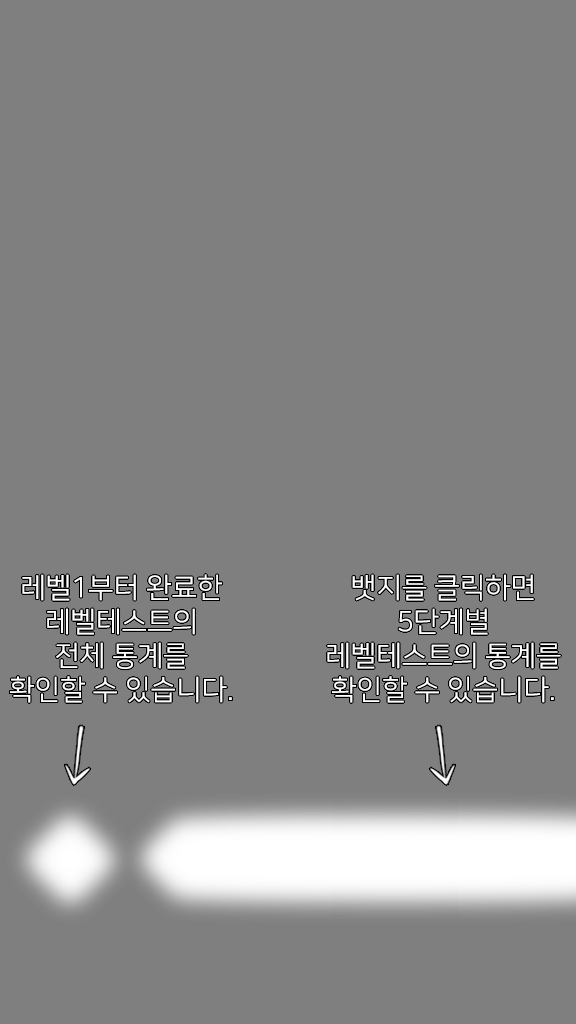 레벨1부터 완료한
레벨테스트의
전체 통계를
확인할 수 있습니다.
뱃지를 클릭하면
5단계별
레벨테스트의 통계를
확인할 수 있습니다.